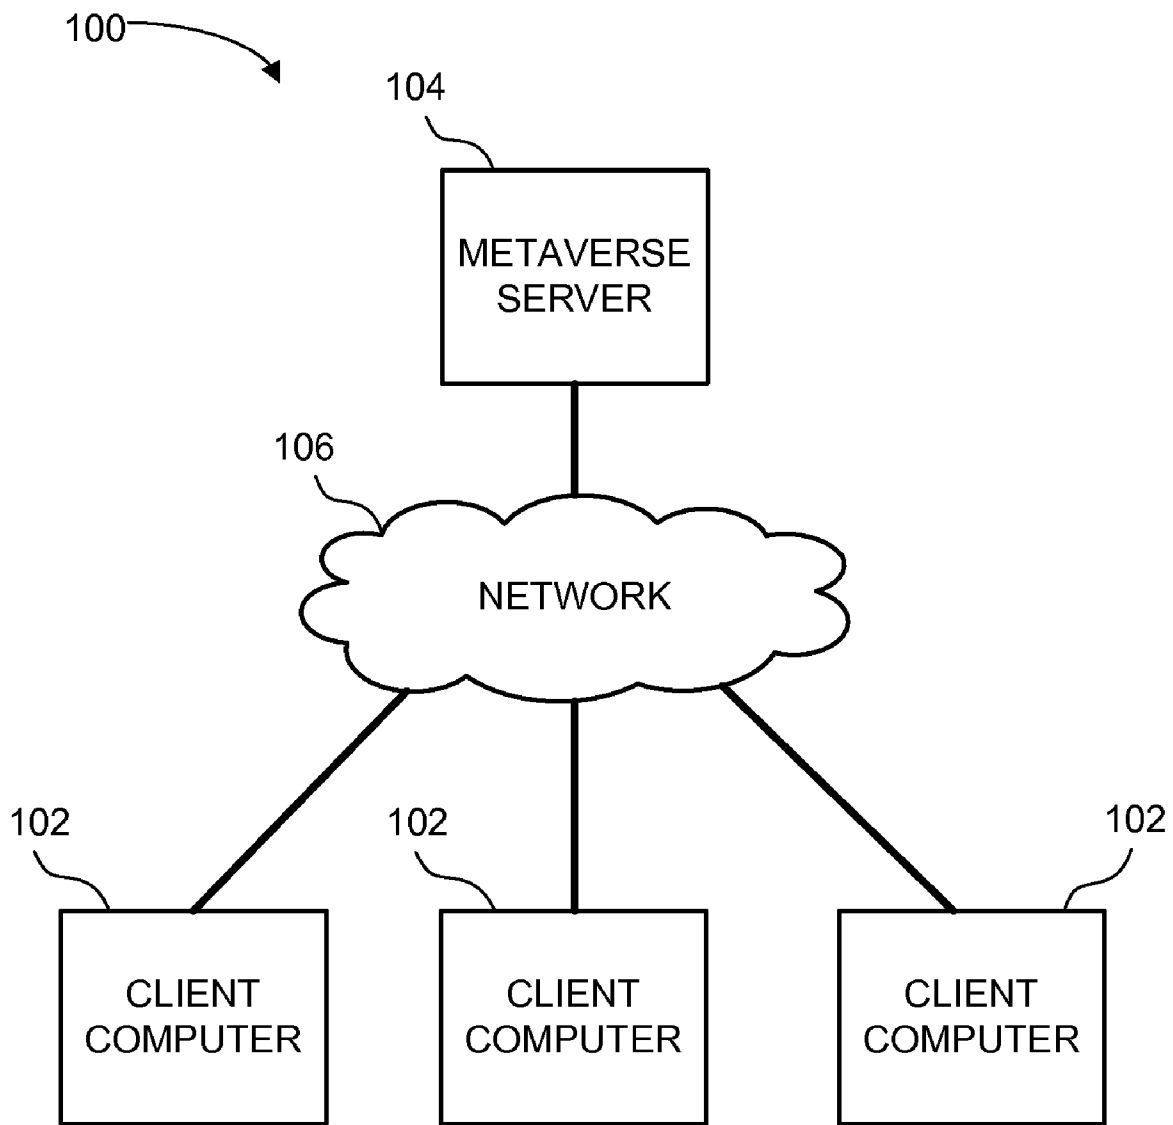 100
104
METAVERSE
SERVER
106
NETWORK
102
102
102
CLIENT
COMPUTER
CLIENT
COMPUTER
CLIENT
COMPUTER